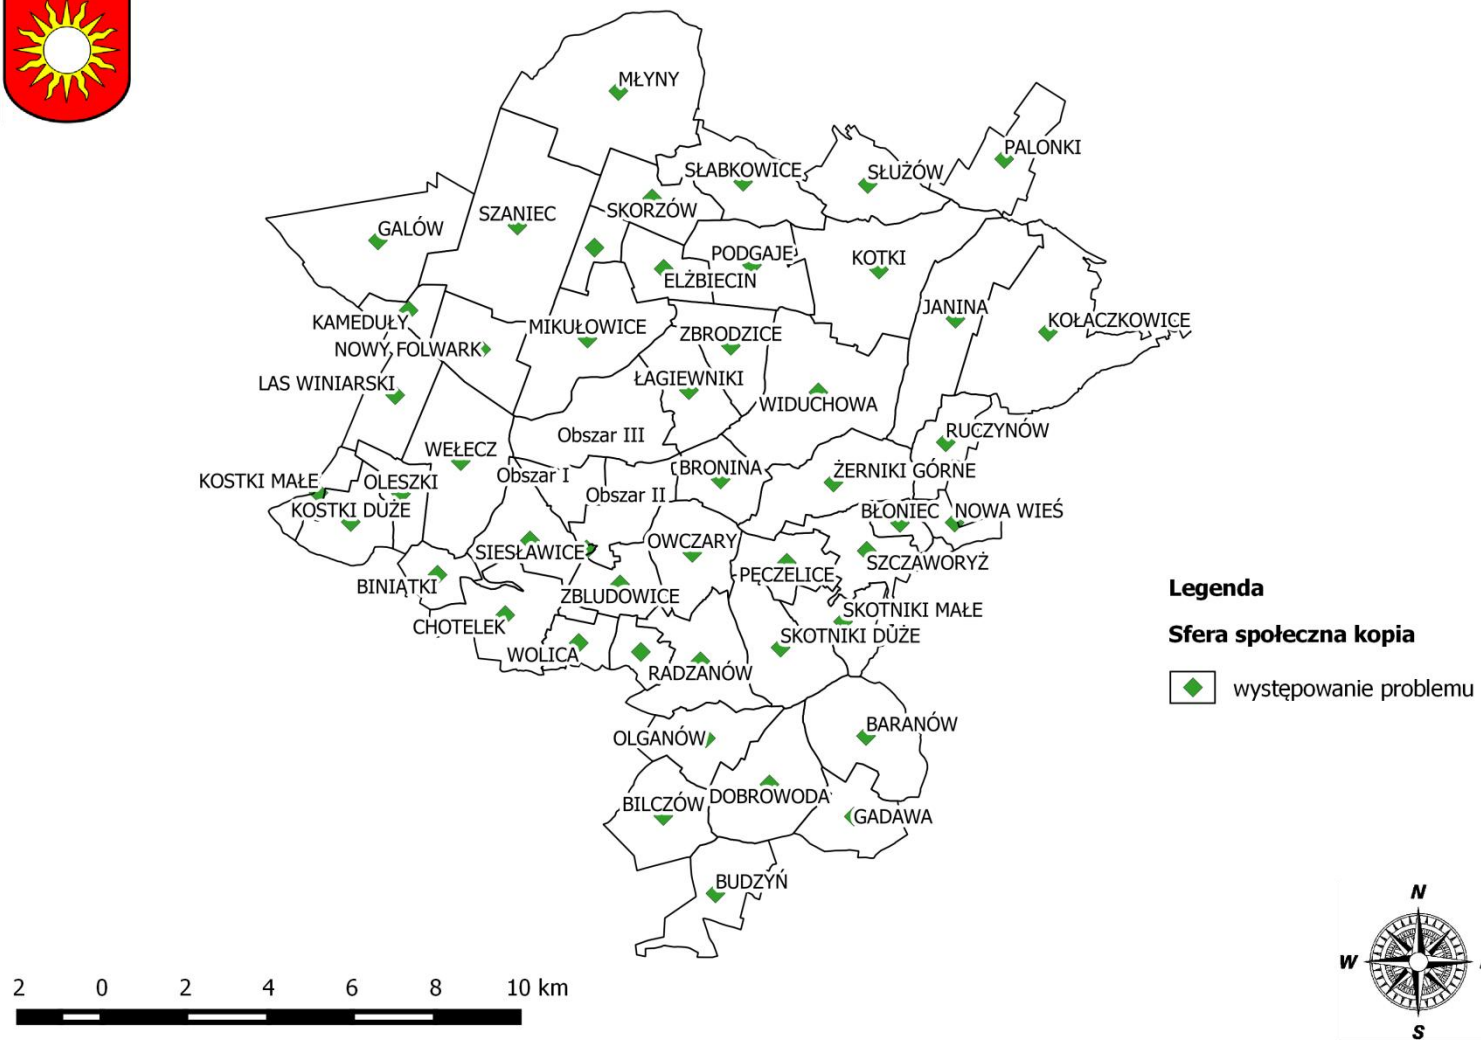 MŁYNY
PALONKI
SŁABKOWICE
SŁUŻÓW
SKORZÓW
SZANIEC
GALÓW
PODGAJE
KOTKI
ELŻBIECIN
JANINA
KOŁACZKOWICE
KAMEDUŁY
MIKUŁOWICE
ZBRODZICE
NOWY FOLWARK
ŁAGIEWNIKI
LAS WINIARSKI
WIDUCHOWA
RUCZYNÓW
Obszar III
WEŁECZ
BRONINA
ŻERNIKI GÓRNE
KOSTKI MAŁE
OLESZKI
Obszar I
Obszar II
KOSTKI DUŻE
BŁONIEC
NOWA WIEŚ
OWCZARY
SIESŁAWICE
SZCZAWORYŻ
PĘCZELICE
BINIĄTKI
ZBLUDOWICE
SKOTNIKI MAŁE
CHOTELEK
SKOTNIKI DUŻE
WOLICA
RADZANÓW
BARANÓW
OLGANÓW
DOBROWODA
BILCZÓW
GADAWA
BUDZYŃ
Legenda
Sfera społeczna kopia
występowanie problemu
N
W
S
2 0 2 4 6 8 10 km